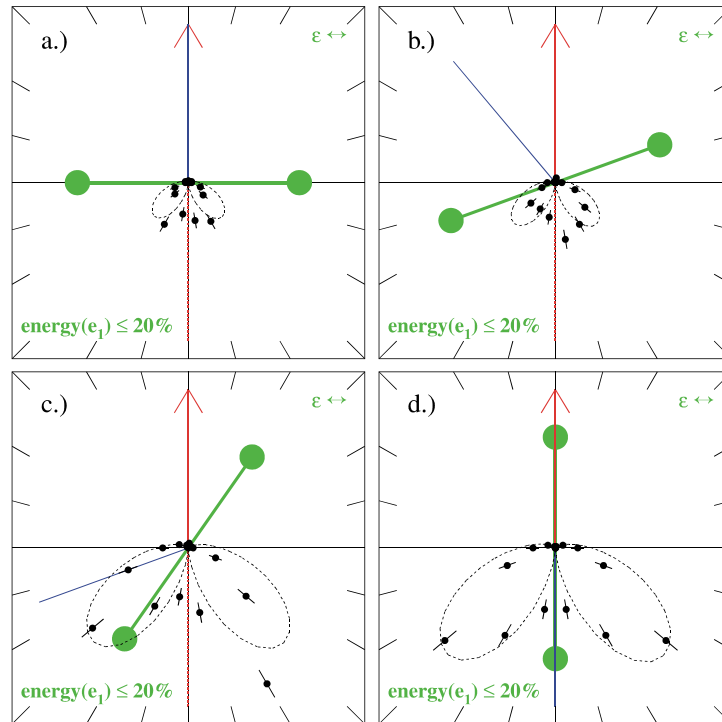 a.)
ε ↔
energy(e₁) ≤ 20%
b.)
ε ↔
energy(e₁) ≤ 20%
c.)
ε ↔
energy(e₁) ≤ 20%
d.)
ε ↔
energy(e₁) ≤ 20%